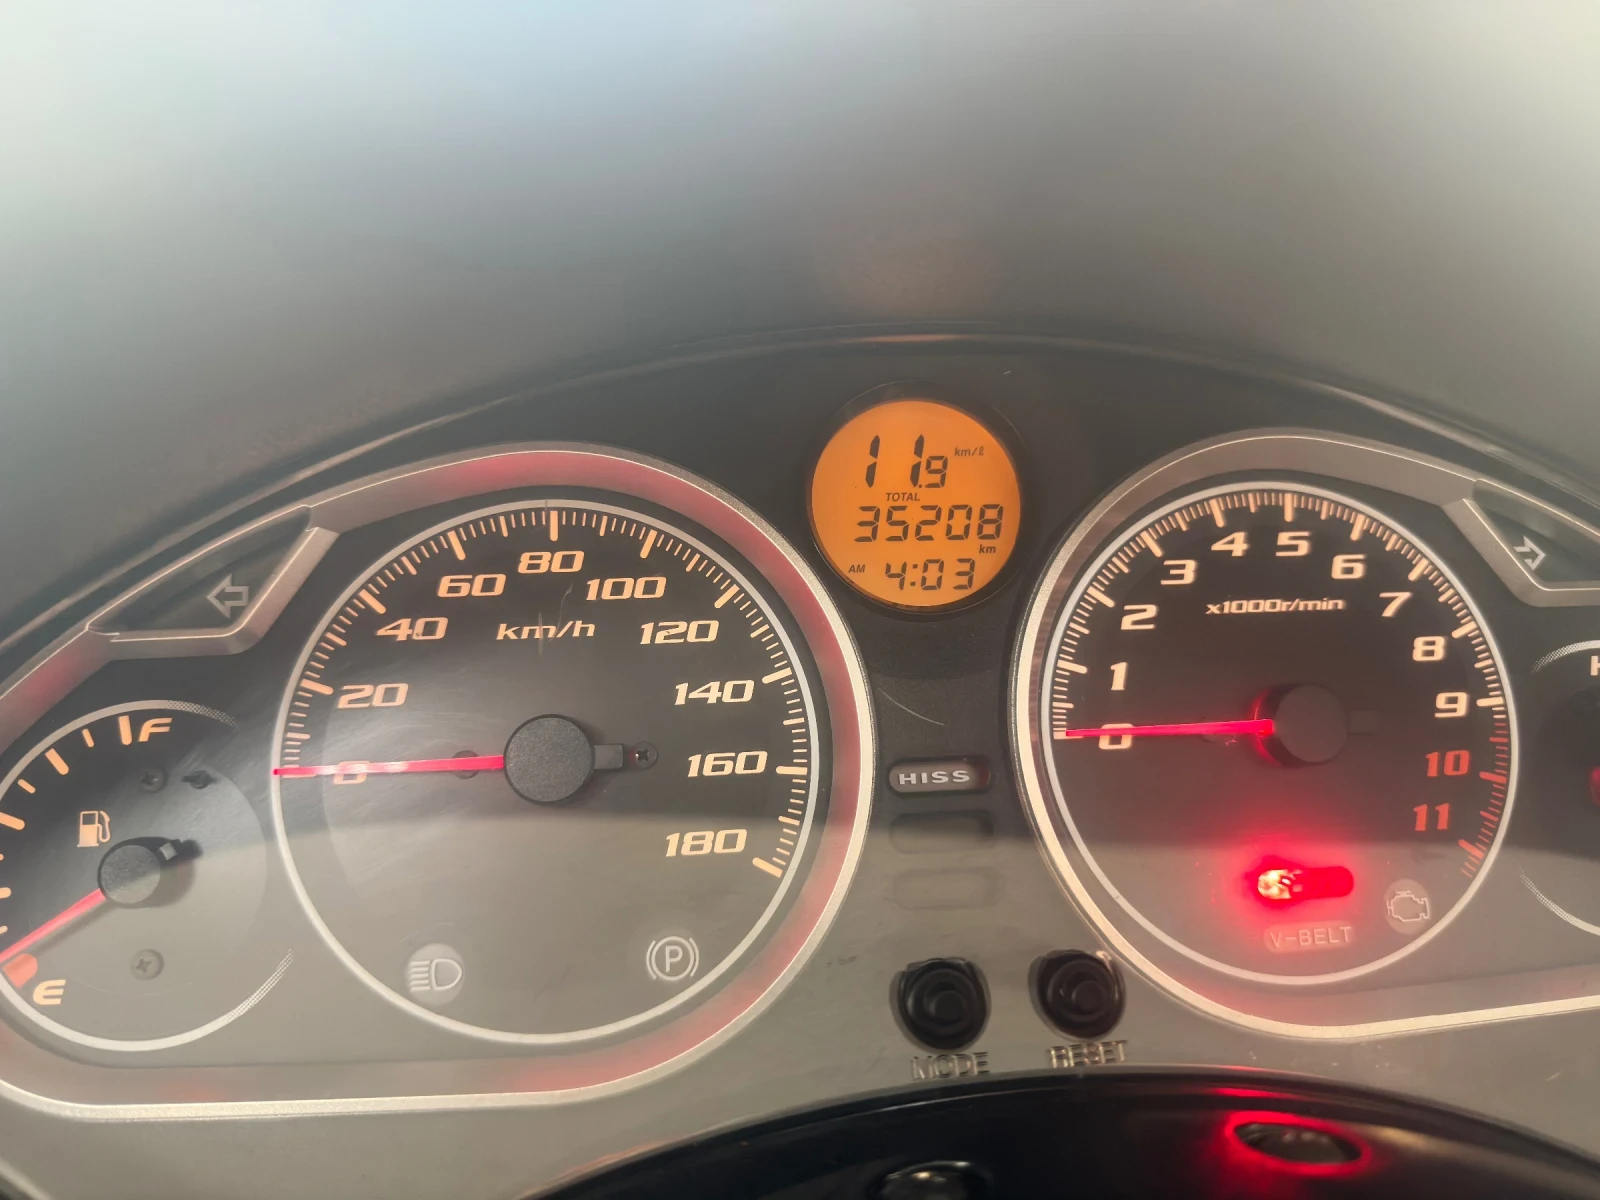 11.9 km/ℓ
TOTAL
35208
km
AM 4:03
F
E
0
20
40
60
80
100
120
140
160
180
km/h
HISS
P
0
1
2
3
4
5
6
7
8
9
10
11
x1000r/min
V-BELT
H
MODE
RESET